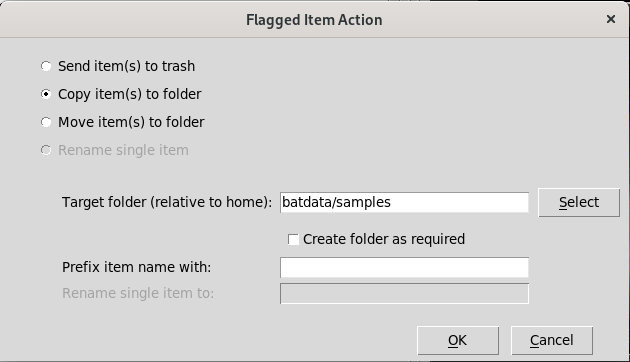 Flagged Item Action ×
Send item(s) to trash
Copy item(s) to folder
Move item(s) to folder
Rename single item
Target folder (relative to home): batdata/samples Select
Create folder as required
Prefix item name with:
Rename single item to:
OK Cancel